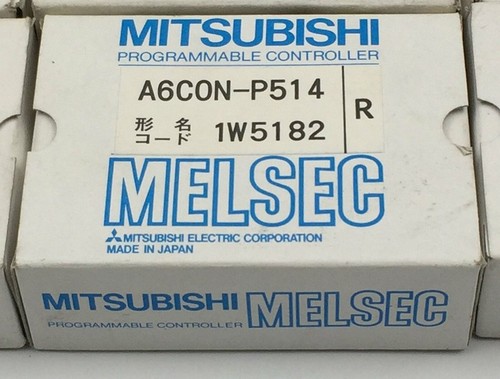 MITSUBISHI
PROGRAMMABLE CONTROLLER
A6CON-P514
R
形 名
コード 1W5182
MELSEC
MITSUBISHI ELECTRIC CORPORATION
MADE IN JAPAN
MITSUBISHI MELSEC
PROGRAMMABLE CONTROLLER